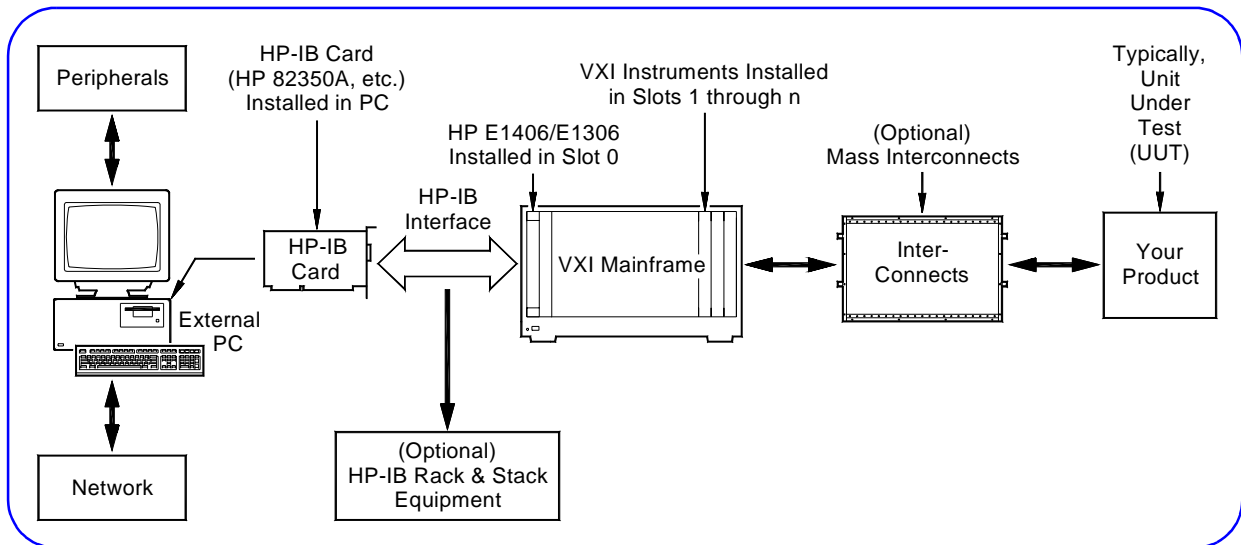 Peripherals
HP-IB Card
(HP 82350A, etc.)
Installed in PC
VXI Instruments Installed
in Slots 1 through n
Typically,
Unit
Under
Test
(UUT)
HP E1406/E1306
Installed in Slot 0
(Optional)
Mass Interconnects
HP-IB
Interface
HP-IB
Card
VXI Mainframe
Inter-
Connects
Your
Product
External
PC
(Optional)
HP-IB Rack & Stack
Equipment
Network